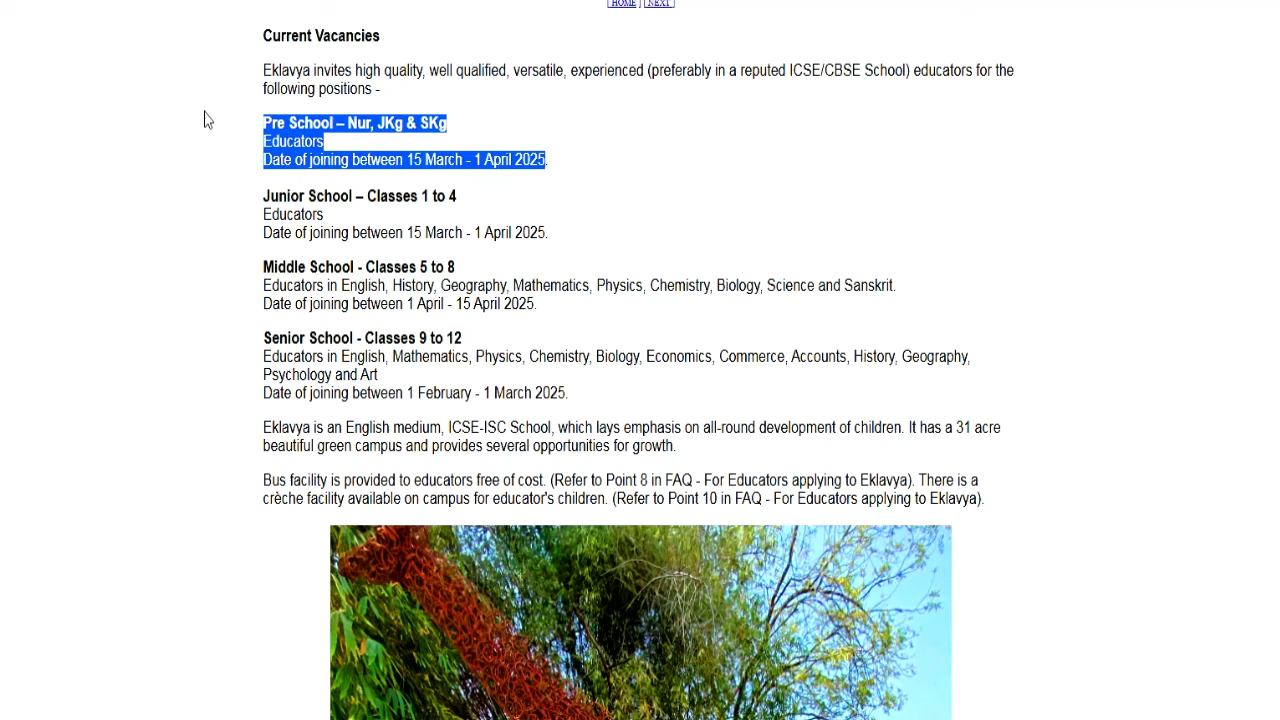 [ HOME ] [ NEXT ]
Current Vacancies
Eklavya invites high quality, well qualified, versatile, experienced (preferably in a reputed ICSE/CBSE School) educators for the
following positions -
Pre School – Nur, JKg & SKg
Educators
Date of joining between 15 March - 1 April 2025.
Junior School – Classes 1 to 4
Educators
Date of joining between 15 March - 1 April 2025.
Middle School - Classes 5 to 8
Educators in English, History, Geography, Mathematics, Physics, Chemistry, Biology, Science and Sanskrit.
Date of joining between 1 April - 15 April 2025.
Senior School - Classes 9 to 12
Educators in English, Mathematics, Physics, Chemistry, Biology, Economics, Commerce, Accounts, History, Geography,
Psychology and Art
Date of joining between 1 February - 1 March 2025.
Eklavya is an English medium, ICSE-ISC School, which lays emphasis on all-round development of children. It has a 31 acre
beautiful green campus and provides several opportunities for growth.
Bus facility is provided to educators free of cost. (Refer to Point 8 in FAQ - For Educators applying to Eklavya). There is a
crèche facility available on campus for educator's children. (Refer to Point 10 in FAQ - For Educators applying to Eklavya).